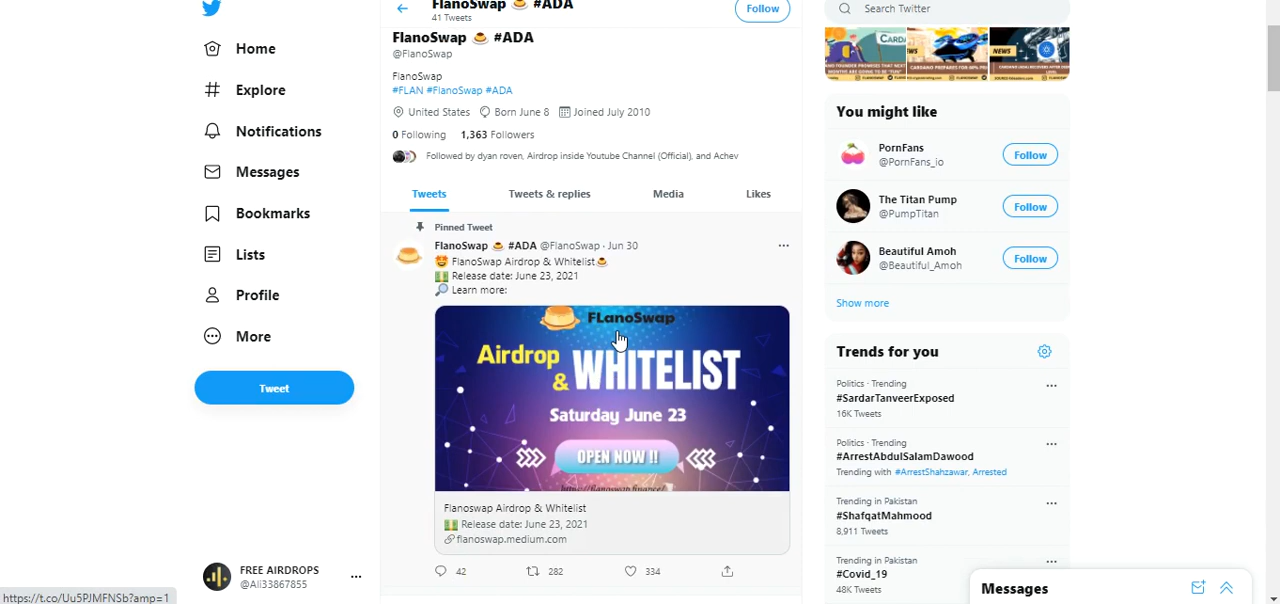 FlanoSwap 🍮 #ADA
41 Tweets
Follow
Search Twitter
Home
Explore
Notifications
Messages
Bookmarks
Lists
Profile
More
Tweet
FREE AIRDROPS
@Ali33867855
https://t.co/Uu5PJMFNSb?amp=1
FlanoSwap 🍮 #ADA
@FlanoSwap
FlanoSwap
#FLAN #FlanoSwap #ADA
United States Born June 8 Joined July 2010
0 Following 1,363 Followers
Followed by dyan roven, Airdrop inside Youtube Channel (Official), and Achev
Tweets Tweets & replies Media Likes
Pinned Tweet
FlanoSwap 🍮 #ADA @FlanoSwap · Jun 30
🤩 FlanoSwap Airdrop & Whitelist🍮
💵 Release date: June 23, 2021
🔎 Learn more:
FLanoSwap
Airdrop
& WHITELIST
Saturday June 23
OPEN NOW !!
https://flanoswap.finance/
Flanoswap Airdrop & Whitelist
💵 Release date: June 23, 2021
flanoswap.medium.com
42 282 334
NEWS NEWS
You might like
PornFans
@PornFans_io
Follow
The Titan Pump
@PumpTitan
Follow
Beautiful Amoh
@Beautiful_Amoh
Follow
Show more
Trends for you
Politics · Trending
#SardarTanveerExposed
16K Tweets
Politics · Trending
#ArrestAbdulSalamDawood
Trending with #ArrestShahzawar, Arrested
Trending in Pakistan
#ShafqatMahmood
8,911 Tweets
Trending in Pakistan
#Covid_19
48K Tweets
Messages